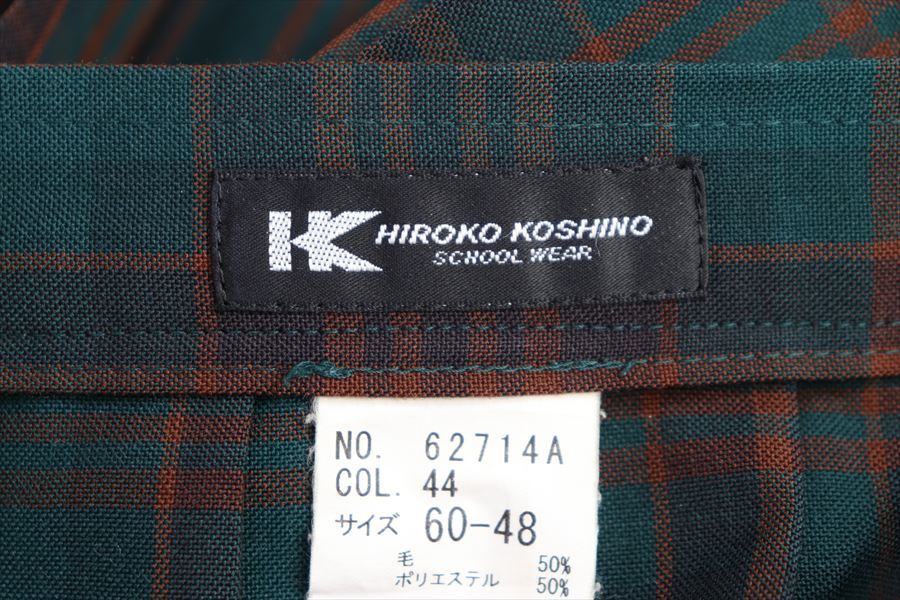 HK HIROKO KOSHINO
SCHOOL WEAR
NO. 62714A
COL. 44
サイズ 60-48
毛 50%
ポリエステル 50%